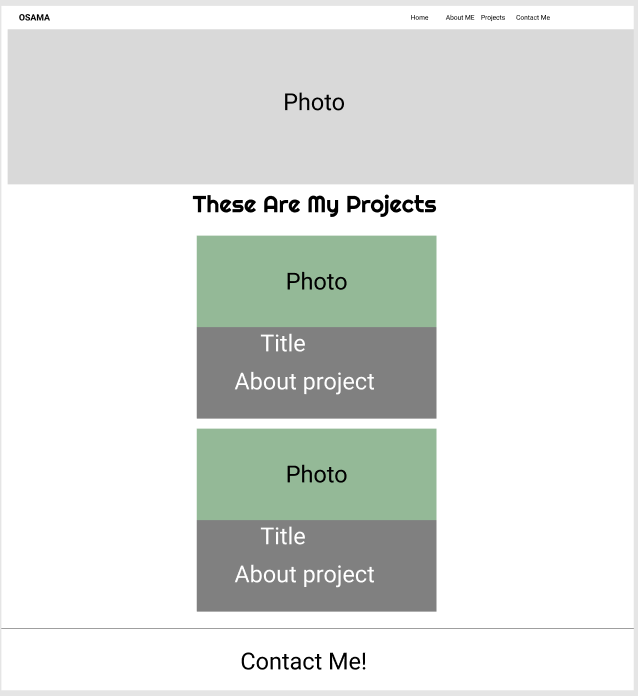 OSAMA Home About ME Projects Contact Me
Photo
These Are My Projects
Photo
Title
About project
Photo
Title
About project
Contact Me!